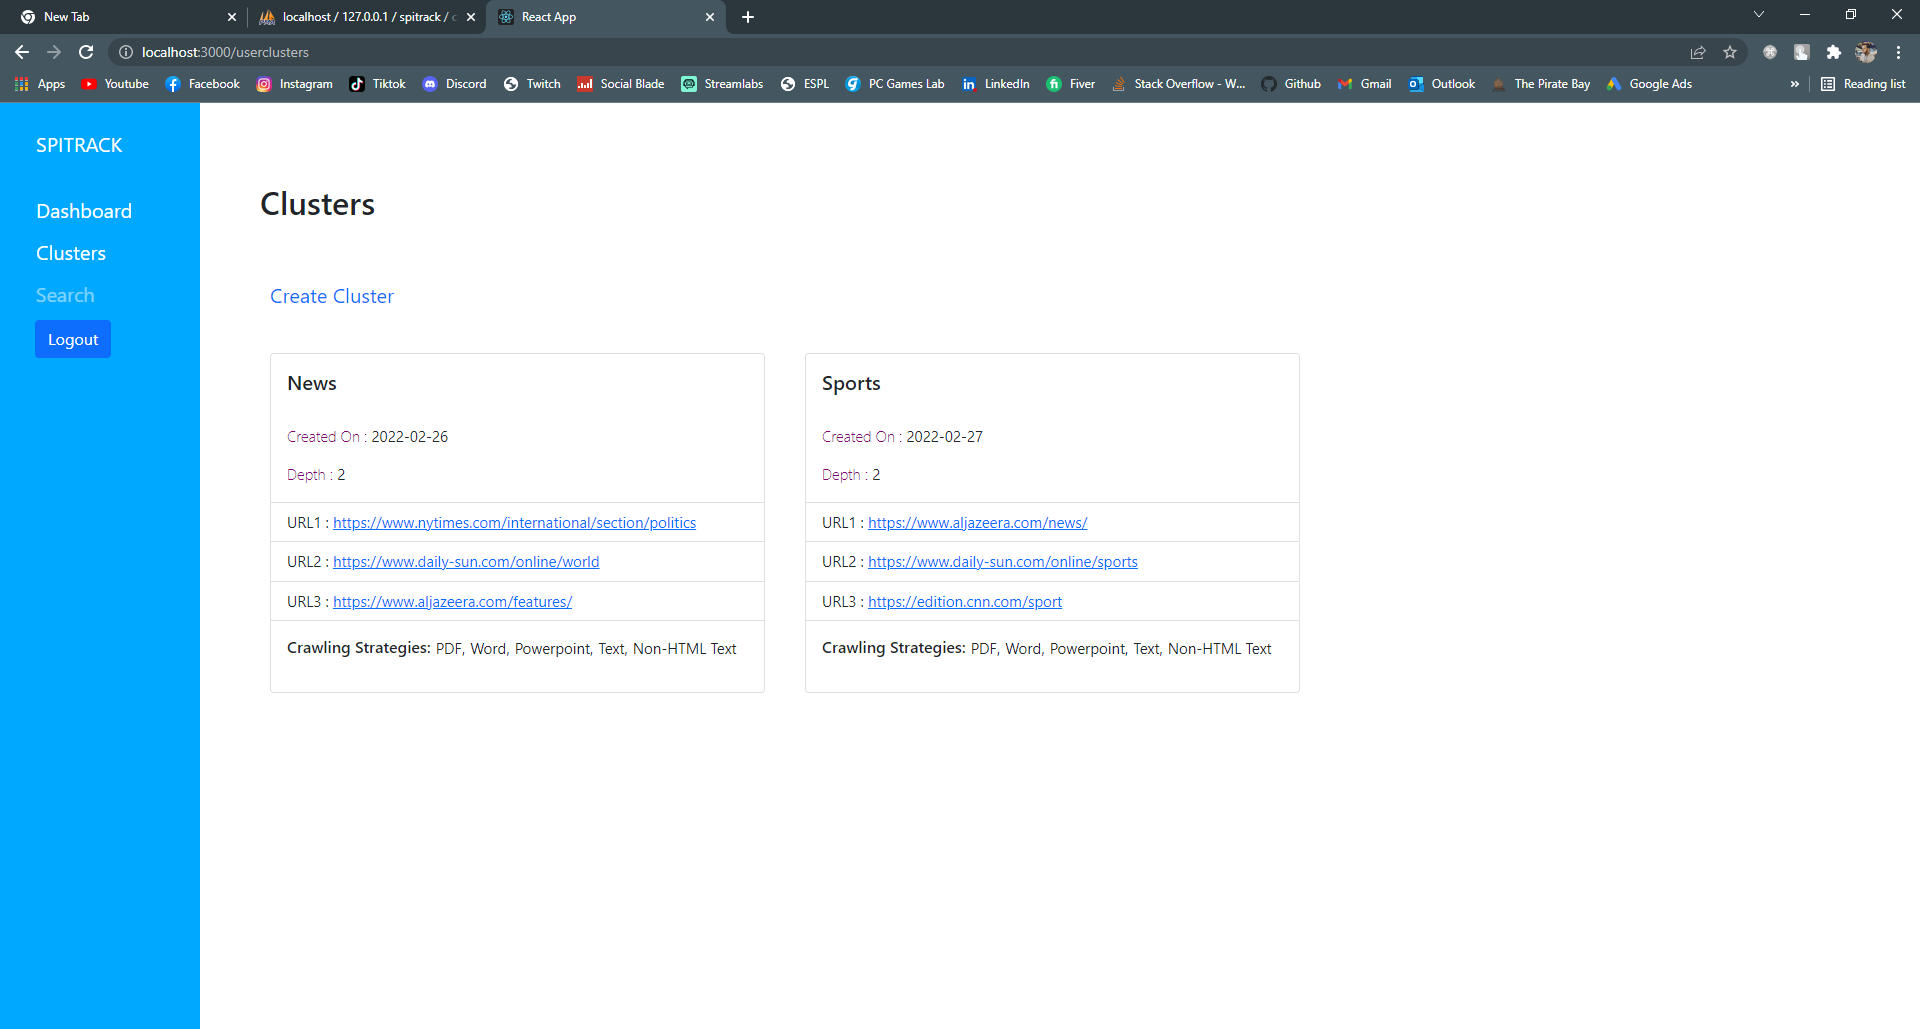 New Tab
localhost / 127.0.0.1 / spitrack /
React App
localhost:3000/userclusters
Apps Youtube Facebook Instagram Tiktok Discord Twitch Social Blade Streamlabs ESPL PC Games Lab LinkedIn Fiver Stack Overflow - W... Github Gmail Outlook The Pirate Bay Google Ads » Reading list
SPITRACK
Dashboard
Clusters
Search
Logout
Clusters
Create Cluster
News
Created On : 2022-02-26
Depth : 2
URL1 : https://www.nytimes.com/international/section/politics
URL2 : https://www.daily-sun.com/online/world
URL3 : https://www.aljazeera.com/features/
Crawling Strategies: PDF, Word, Powerpoint, Text, Non-HTML Text
Sports
Created On : 2022-02-27
Depth : 2
URL1 : https://www.aljazeera.com/news/
URL2 : https://www.daily-sun.com/online/sports
URL3 : https://edition.cnn.com/sport
Crawling Strategies: PDF, Word, Powerpoint, Text, Non-HTML Text